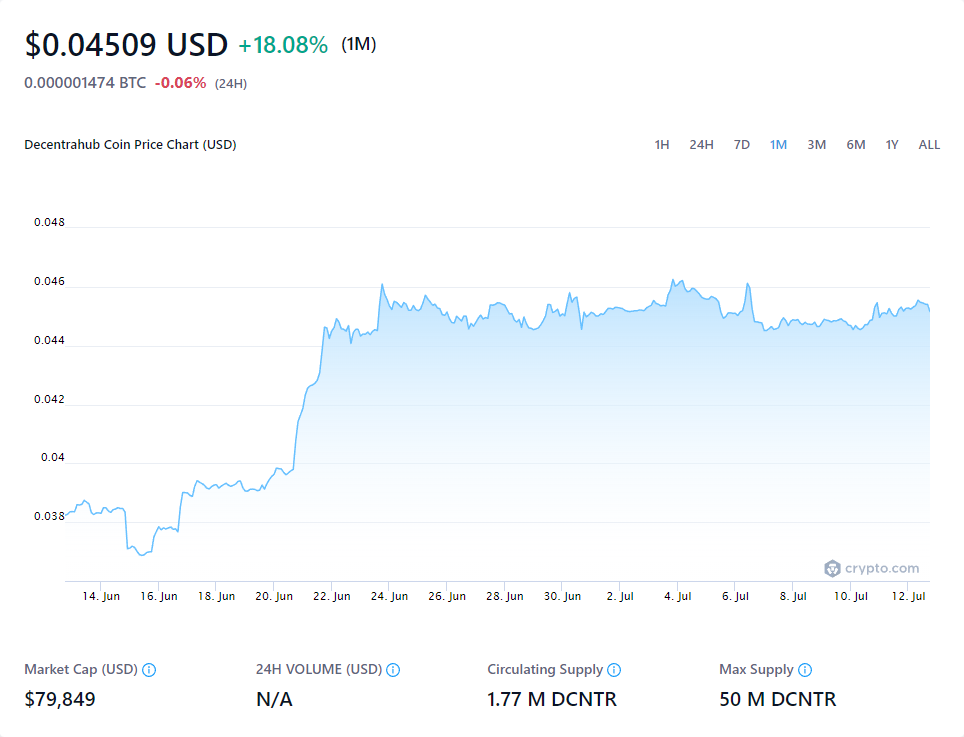 $0.04509 USD +18.08% (1M)
0.000001474 BTC -0.06% (24H)
Decentrahub Coin Price Chart (USD) 1H 24H 7D 1M 3M 6M 1Y ALL
0.048
0.046
0.044
0.042
0.04
0.038
crypto.com
14. Jun 16. Jun 18. Jun 20. Jun 22. Jun 24. Jun 26. Jun 28. Jun 30. Jun 2. Jul 4. Jul 6. Jul 8. Jul 10. Jul 12. Jul
Market Cap (USD) 24H VOLUME (USD) Circulating Supply Max Supply
$79,849 N/A 1.77 M DCNTR 50 M DCNTR